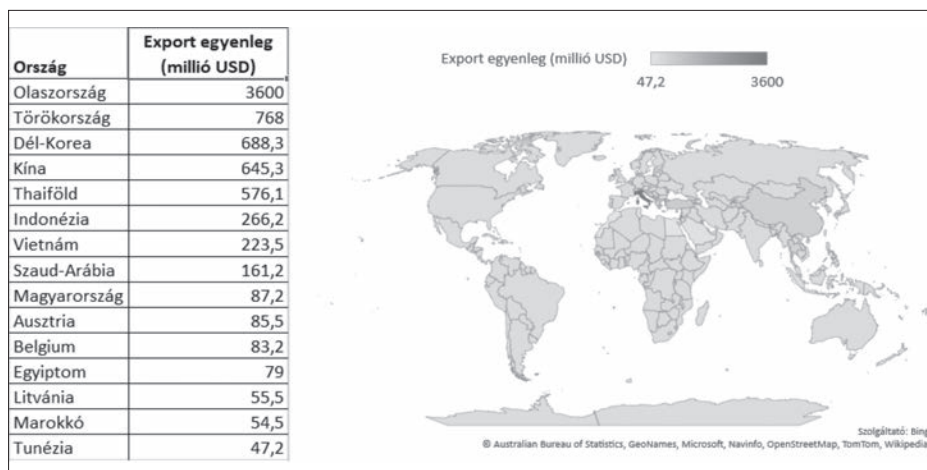 Ország Export egyenleg (millió USD)
Olaszország 3600
Törökország 768
Dél-Korea 688,3
Kína 645,3
Thaiföld 576,1
Indonézia 266,2
Vietnám 223,5
Szaud-Arábia 161,2
Magyarország 87,2
Ausztria 85,5
Belgium 83,2
Egyiptom 79
Litvánia 55,5
Marokkó 54,5
Tunézia 47,2
Export egyenleg (millió USD)
47,2 3600
Szolgáltató: Bing
© Australian Bureau of Statistics, GeoNames, Microsoft, Navinfo, OpenStreetMap, TomTom, Wikipedia